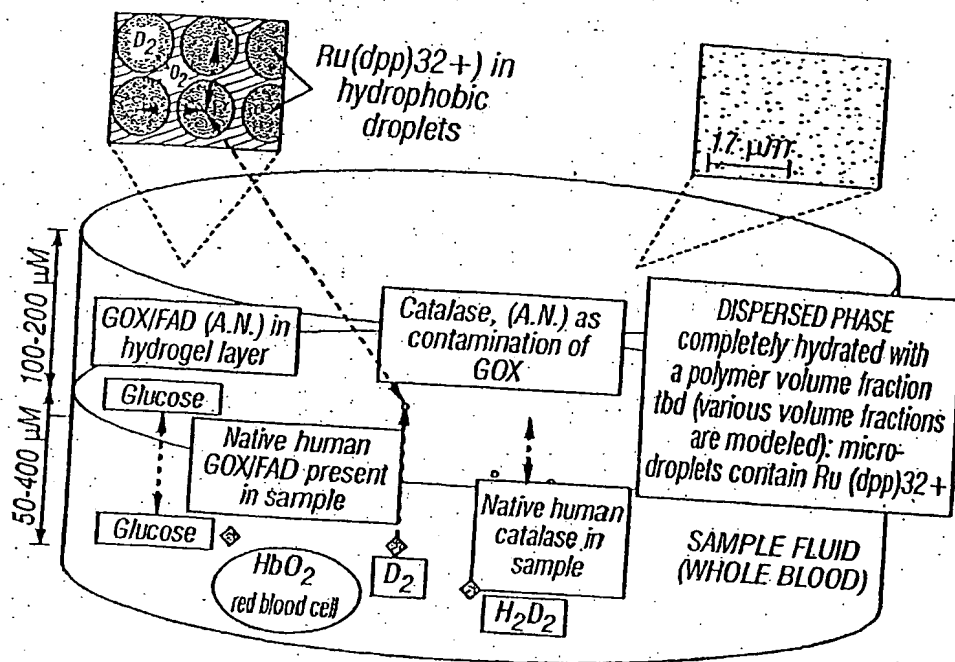 D2
O2
Ru(dpp)32+) in
hydrophobic
droplets
17 µm
100-200 µM
50-400 µM
GOX/FAD (A.N.) in
hydrogel layer
Catalase, (A.N.) as
contamination of
GOX
DISPERSED PHASE
completely hydrated with
a polymer volume fraction
tbd (various volume fractions
are modeled): micro-
droplets contain Ru (dpp)32+
Glucose
Native human
GOX/FAD present
in sample
Glucose
Native human
catalase in
sample
HbO2
red blood cell
D2
H2D2
SAMPLE FLUID
(WHOLE BLOOD)